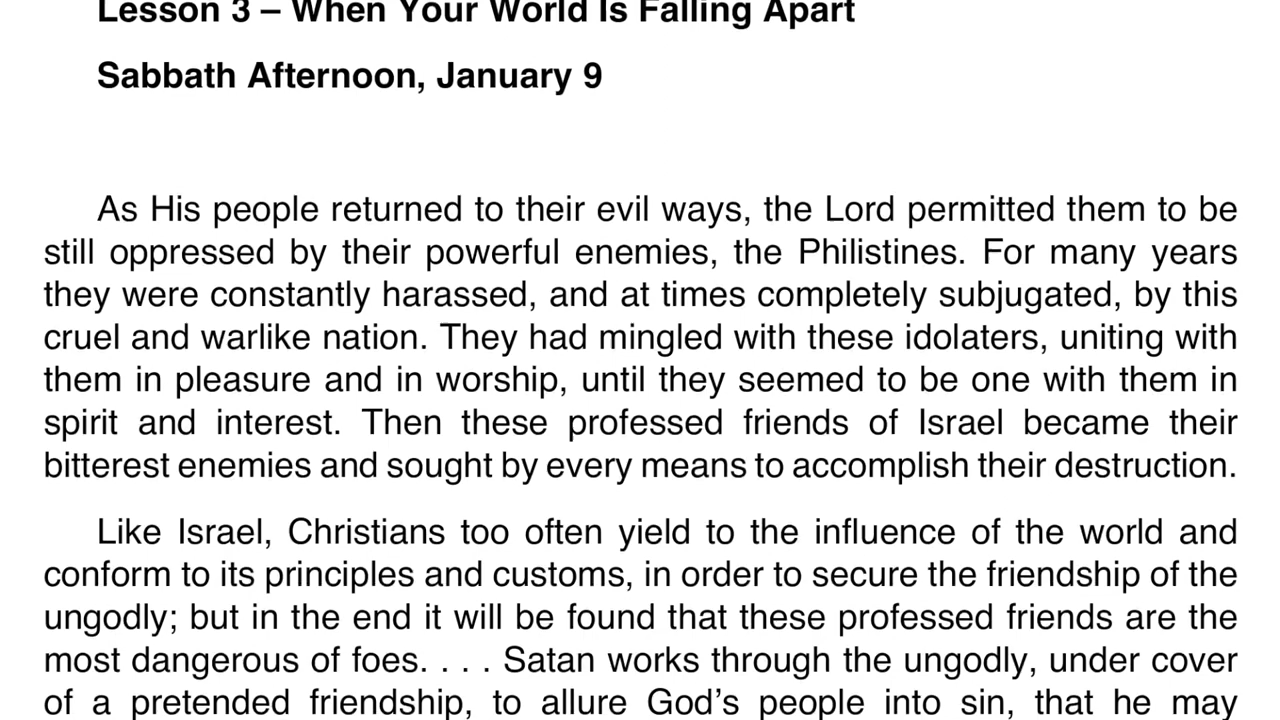 Lesson 3 – When Your World Is Falling Apart
Sabbath Afternoon, January 9
As His people returned to their evil ways, the Lord permitted them to be
still oppressed by their powerful enemies, the Philistines. For many years
they were constantly harassed, and at times completely subjugated, by this
cruel and warlike nation. They had mingled with these idolaters, uniting with
them in pleasure and in worship, until they seemed to be one with them in
spirit and interest. Then these professed friends of Israel became their
bitterest enemies and sought by every means to accomplish their destruction.
Like Israel, Christians too often yield to the influence of the world and
conform to its principles and customs, in order to secure the friendship of the
ungodly; but in the end it will be found that these professed friends are the
most dangerous of foes. . . . Satan works through the ungodly, under cover
of a pretended friendship, to allure God’s people into sin, that he may